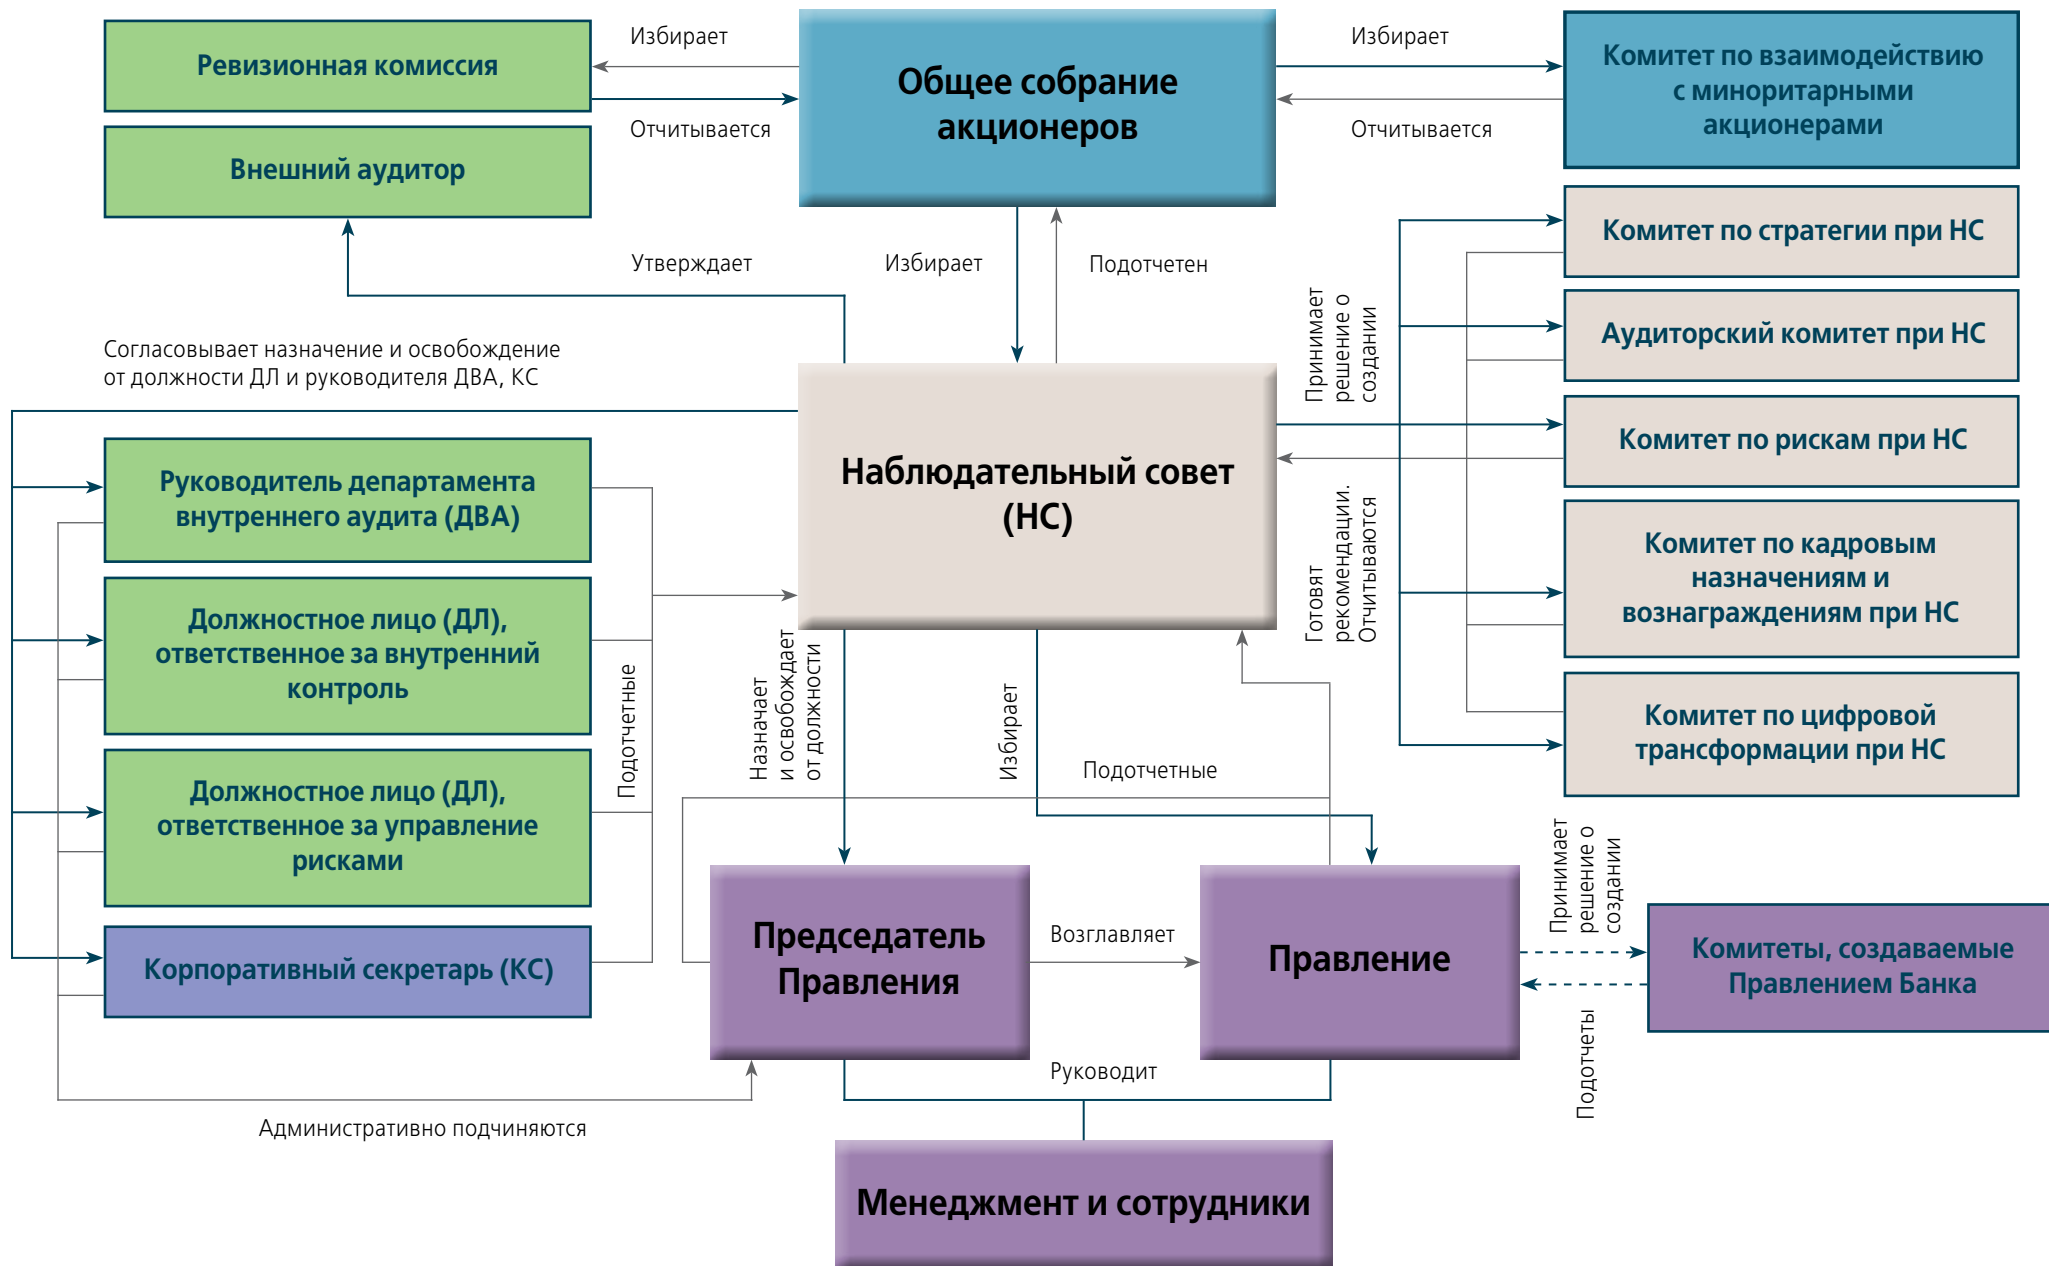 Ревизионная комиссия
Внешний аудитор
Избирает
Отчитывается
Общее собрание
акционеров
Избирает
Отчитывается
Комитет по взаимодействию
с миноритарными
акционерами
Утверждает
Избирает
Подотчетен
Согласовывает назначение и освобождение
от должности ДЛ и руководителя ДВА, КС
Принимает
решение о
создании
Комитет по стратегии при НС
Аудиторский комитет при НС
Комитет по рискам при НС
Комитет по кадровым
назначениям и
вознаграждениям при НС
Комитет по цифровой
трансформации при НС
Наблюдательный совет
(НС)
Готовят
рекомендации.
Отчитываются
Руководитель департамента
внутреннего аудита (ДВА)
Должностное лицо (ДЛ),
ответственное за внутренний
контроль
Должностное лицо (ДЛ),
ответственное за управление
рисками
Корпоративный секретарь (КС)
Подотчетные
Назначает
и освобождает
от должности
Избирает
Подотчетные
Председатель
Правления
Возглавляет
Правление
Принимает
решение о
создании
Комитеты, создаваемые
Правлением Банка
Подотчеты
Руководит
Административно подчиняются
Менеджмент и сотрудники